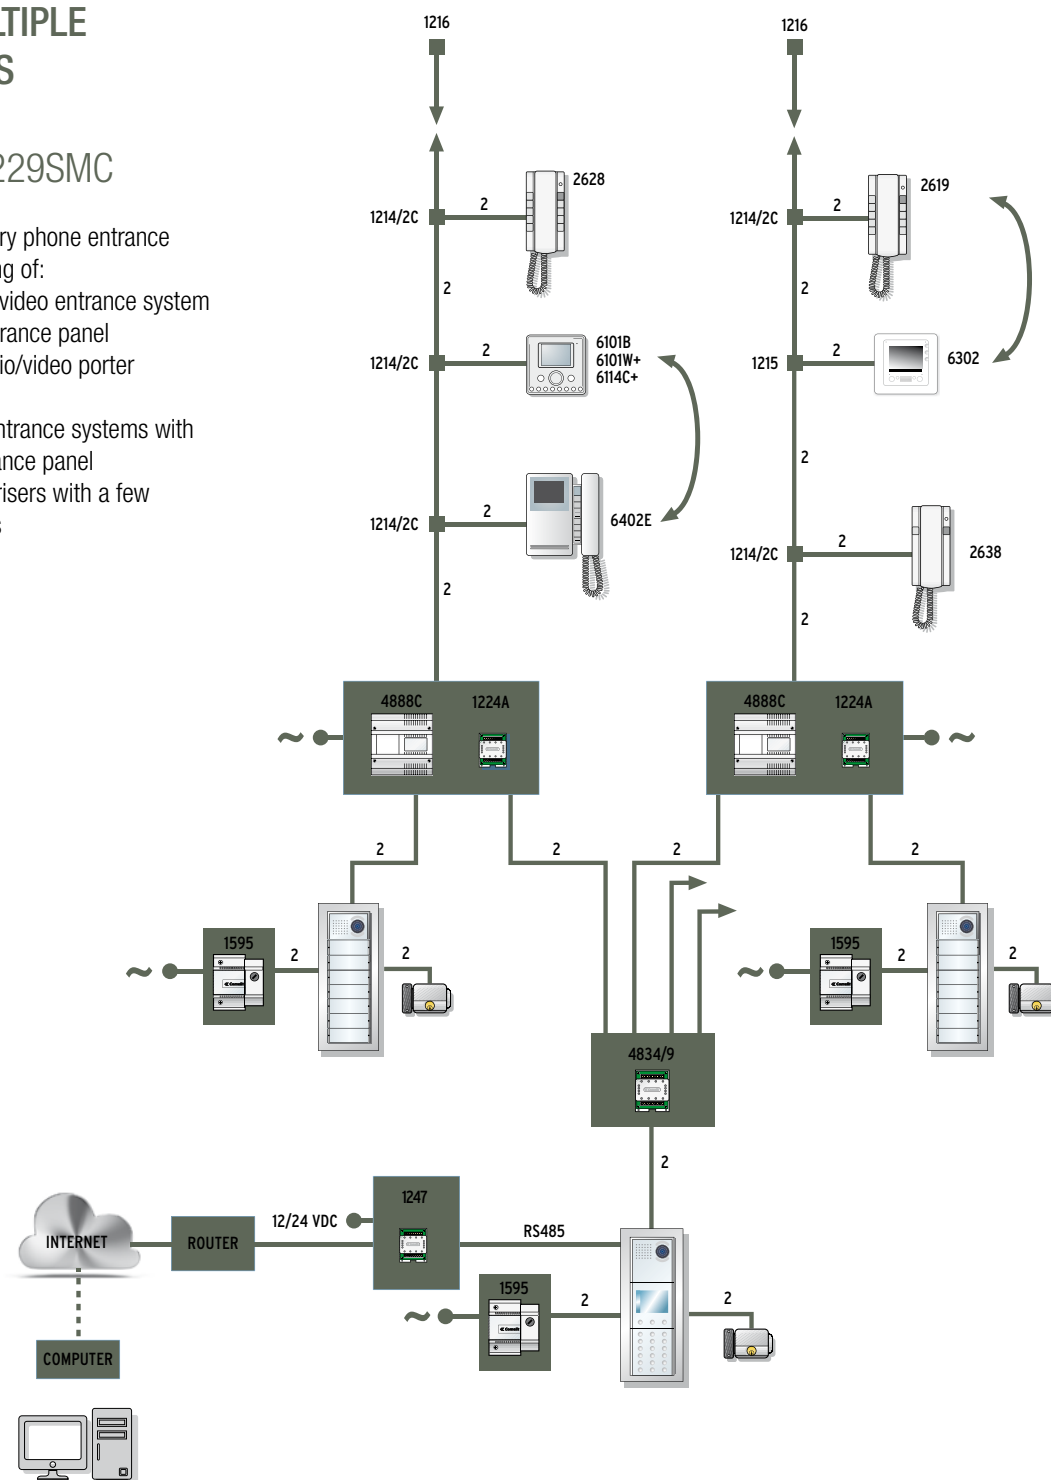 LTIPLE
S
229SMC
ry phone entrance
ng of:
video entrance system
rance panel
io/video porter
ntrance systems with
ance panel
risers with a few
s
1216
1216
2628
2619
1214/2C
2
1214/2C
2
2
2
1214/2C
2
6101B
6101W+
6114C+
1215
2
6302
2
1214/2C
2
6402E
1214/2C
2
2638
2
2
4888C
1224A
4888C
1224A
2
2
2
2
1595
2
2
1595
2
2
Comelit
Comelit
4834/9
2
1247
12/24 VDC
RS485
INTERNET
ROUTER
1595
2
2
Comelit
COMPUTER